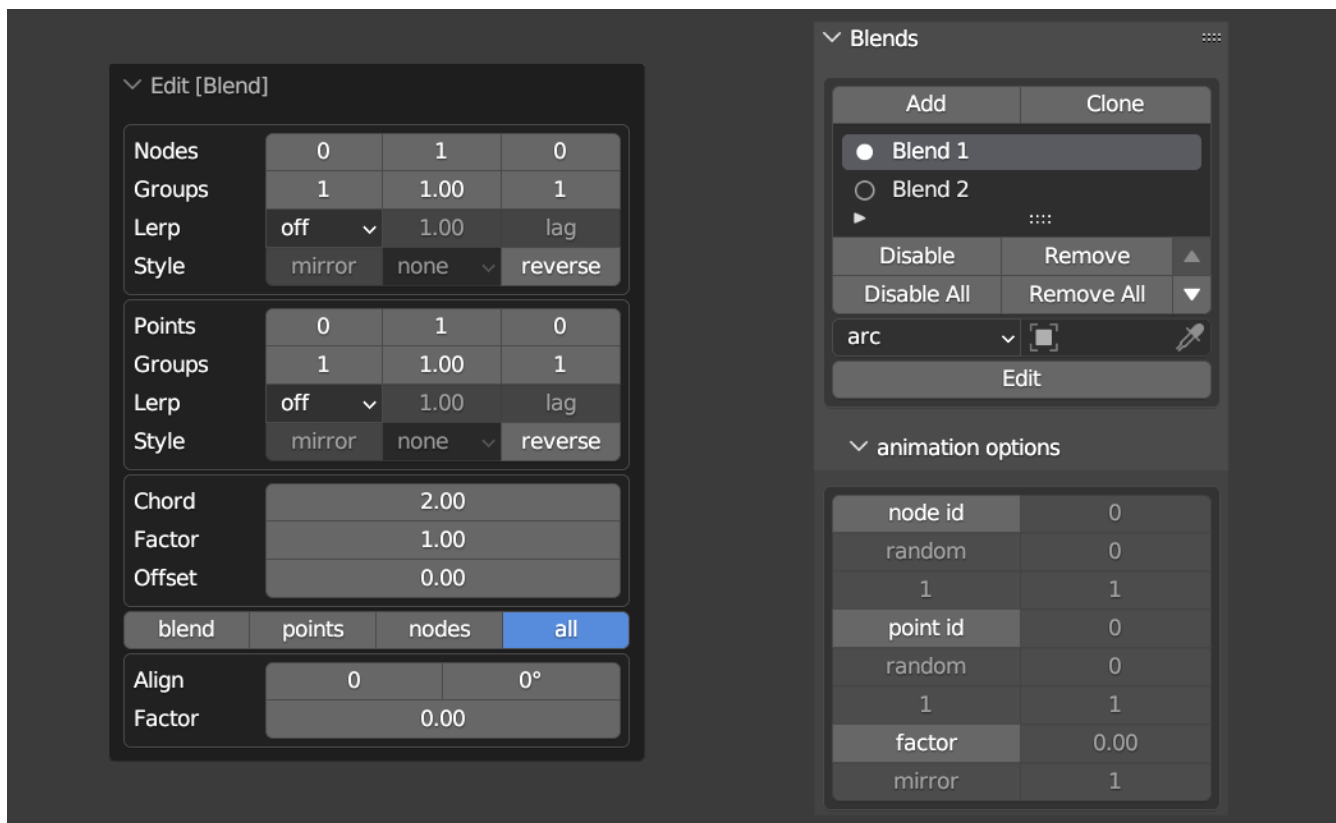 Edit [Blend]
Nodes 0 1 0
Groups 1 1.00 1
Lerp off 1.00 lag
Style mirror none reverse
Points 0 1 0
Groups 1 1.00 1
Lerp off 1.00 lag
Style mirror none reverse
Chord 2.00
Factor 1.00
Offset 0.00
blend points nodes all
Align 0 0°
Factor 0.00
Blends
Add Clone
Blend 1
Blend 2
Disable Remove
Disable All Remove All
arc
Edit
animation options
node id 0
random 0
1 1
point id 0
random 0
1 1
factor 0.00
mirror 1